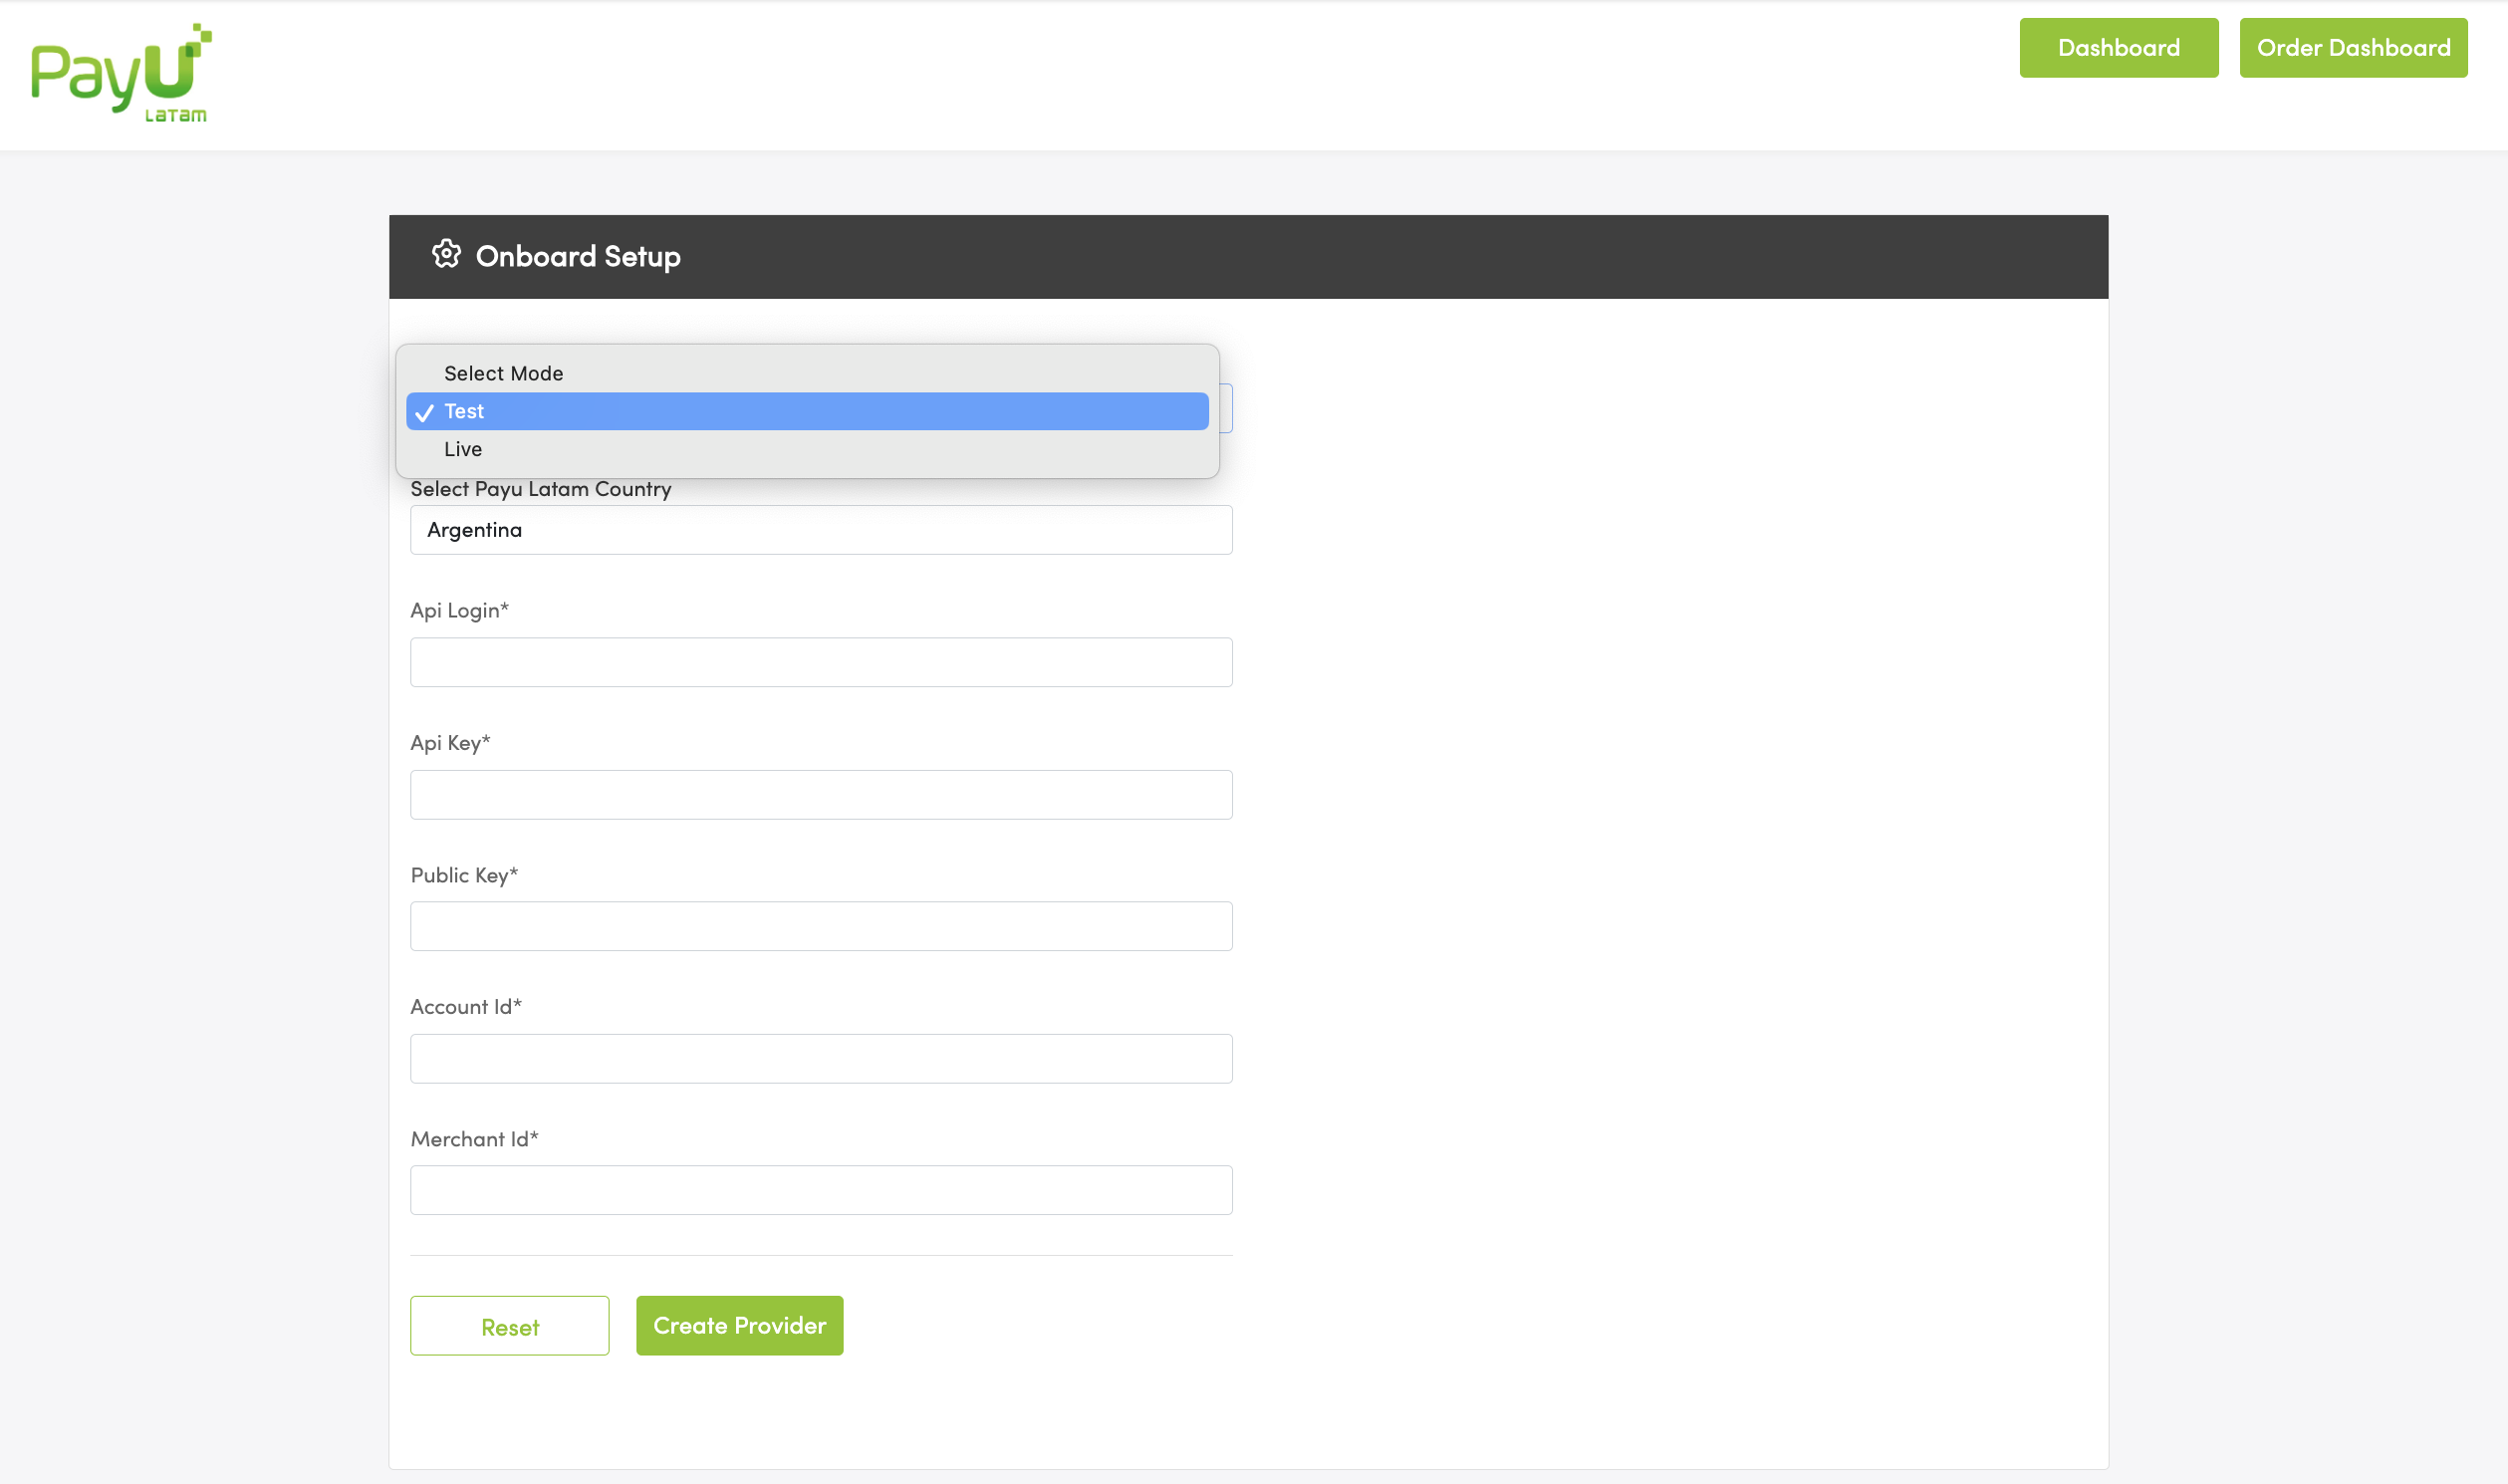 PayU
LaTam
Dashboard
Order Dashboard
Onboard Setup
Select Mode
Test
Live
Select Payu Latam Country
Argentina
Api Login*
Api Key*
Public Key*
Account Id*
Merchant Id*
Reset
Create Provider